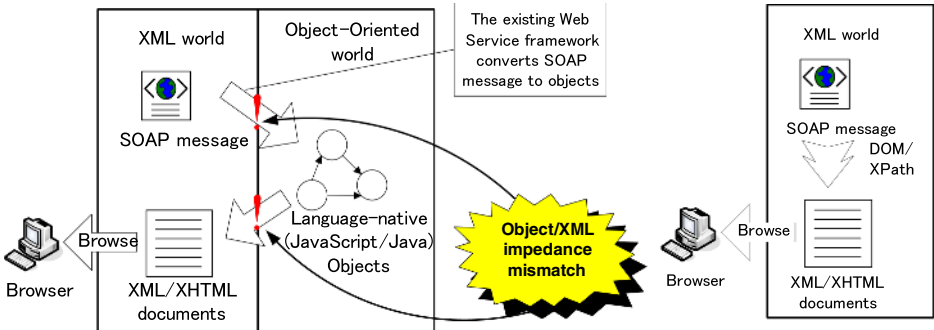 XML world
Object-Oriented
world
The existing Web
Service framework
converts SOAP
message to objects
SOAP message
Language-native
(JavaScript/Java)
Objects
Browse
Browser
XML/XHTML
documents
Object/XML
impedance
mismatch
XML world
SOAP message
DOM/
XPath
Browse
Browser
XML/XHTML
documents